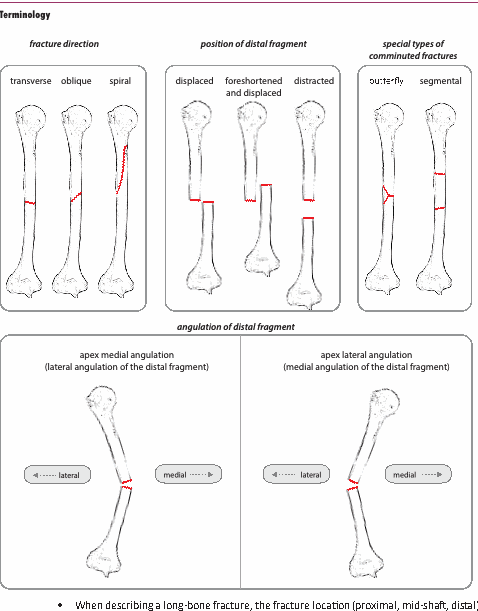 Terminology
fracture direction
position of distal fragment
special types of
comminuted fractures
transverse oblique spiral
displaced foreshortened distracted
and displaced
butterfly segmental
angulation of distal fragment
apex medial angulation
(lateral angulation of the distal fragment)
apex lateral angulation
(medial angulation of the distal fragment)
lateral medial
lateral medial
• When describing a long-bone fracture, the fracture location (proximal, mid-shaft, distal)